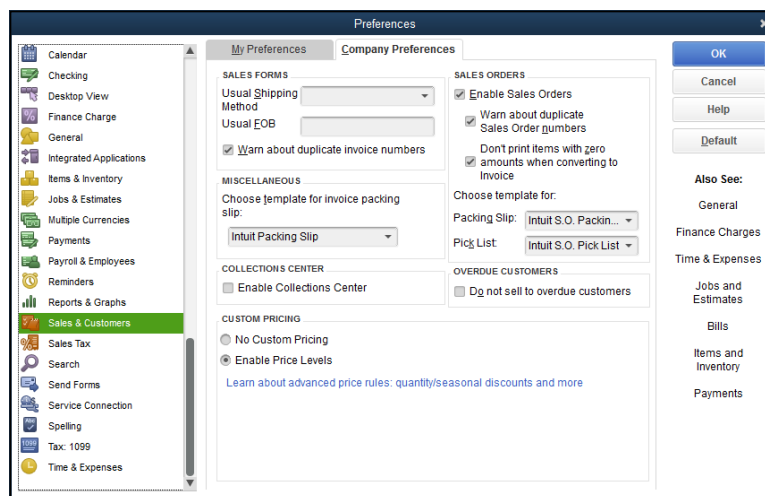 Preferences
Calendar
Checking
Desktop View
Finance Charge
General
Integrated Applications
Items & Inventory
Jobs & Estimates
Multiple Currencies
Payments
Payroll & Employees
Reminders
Reports & Graphs
Sales & Customers
Sales Tax
Search
Send Forms
Service Connection
Spelling
Tax: 1099
Time & Expenses
My Preferences
Company Preferences
SALES FORMS
Usual Shipping
Method
Usual FOB
Warn about duplicate invoice numbers
MISCELLANEOUS
Choose template for invoice packing
slip:
Intuit Packing Slip
COLLECTIONS CENTER
Enable Collections Center
SALES ORDERS
Enable Sales Orders
Warn about duplicate
Sales Order numbers
Don't print items with zero
amounts when converting to
Invoice
Choose template for:
Packing Slip: Intuit S.O. Packin...
Pick List: Intuit S.O. Pick List
OVERDUE CUSTOMERS
Do not sell to overdue customers
CUSTOM PRICING
No Custom Pricing
Enable Price Levels
Learn about advanced price rules: quantity/seasonal discounts and more
OK
Cancel
Help
Default
Also See:
General
Finance Charges
Time & Expenses
Jobs and
Estimates
Bills
Items and
Inventory
Payments